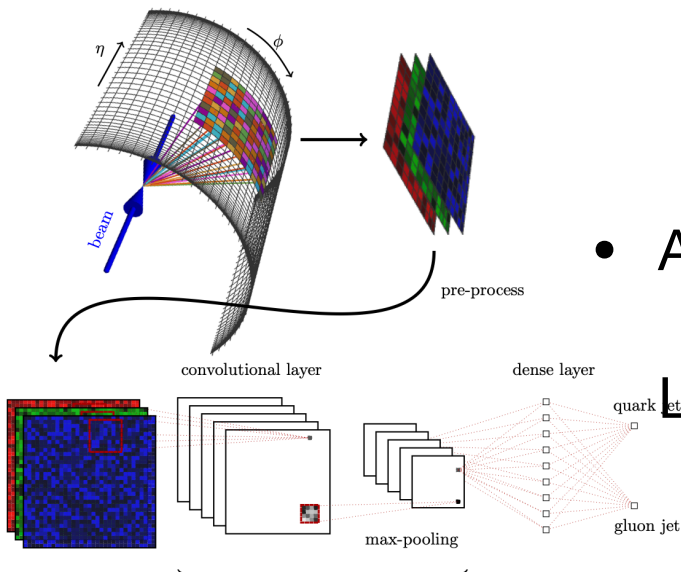 η
ϕ
beam
pre-process
• A
convolutional layer
dense layer
quark jet
L
gluon jet
max-pooling